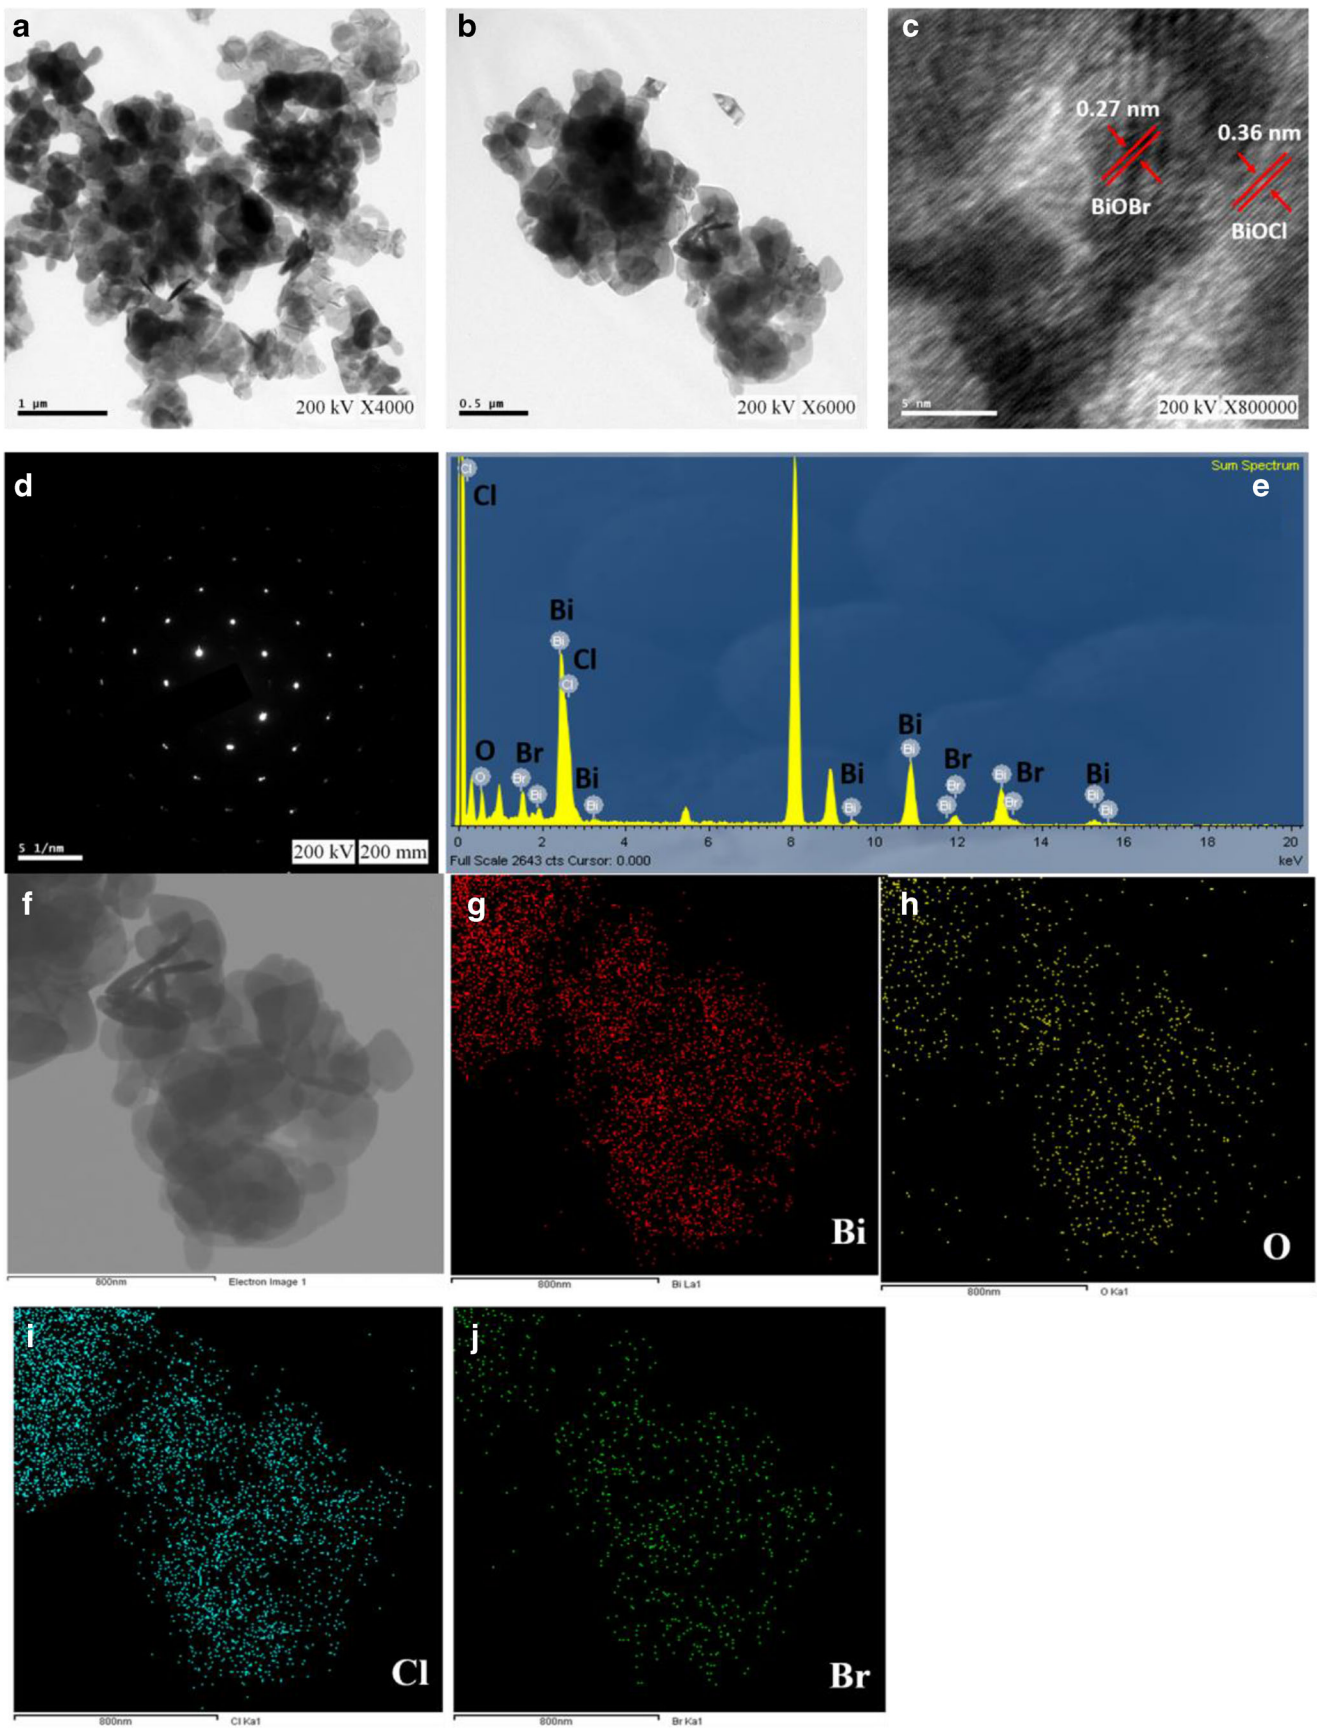 a
1 µm
200 kV X4000
b
0.5 µm
200 kV X6000
c
0.27 nm
0.36 nm
BiOBr
BiOCl
5 nm
200 kV X800000
d
5 1/nm
200 kV 200 mm
Sum Spectrum
e
Cl
Cl
Bi
Bi
Cl
Cl
O
O
Br
Br
Bi
Bi
Bi
Bi
Bi
Bi
Bi
Br
Br
Bi
Bi
Br
Br
Bi
Bi
Bi
0 2 4 6 8 10 12 14 16 18 20
Full Scale 2643 cts Cursor: 0.000
keV
f
800nm
Electron Image 1
g
Bi
800nm
Bi La1
h
O
800nm
O Ka1
i
Cl
800nm
Cl Ka1
j
Br
800nm
Br Ka1